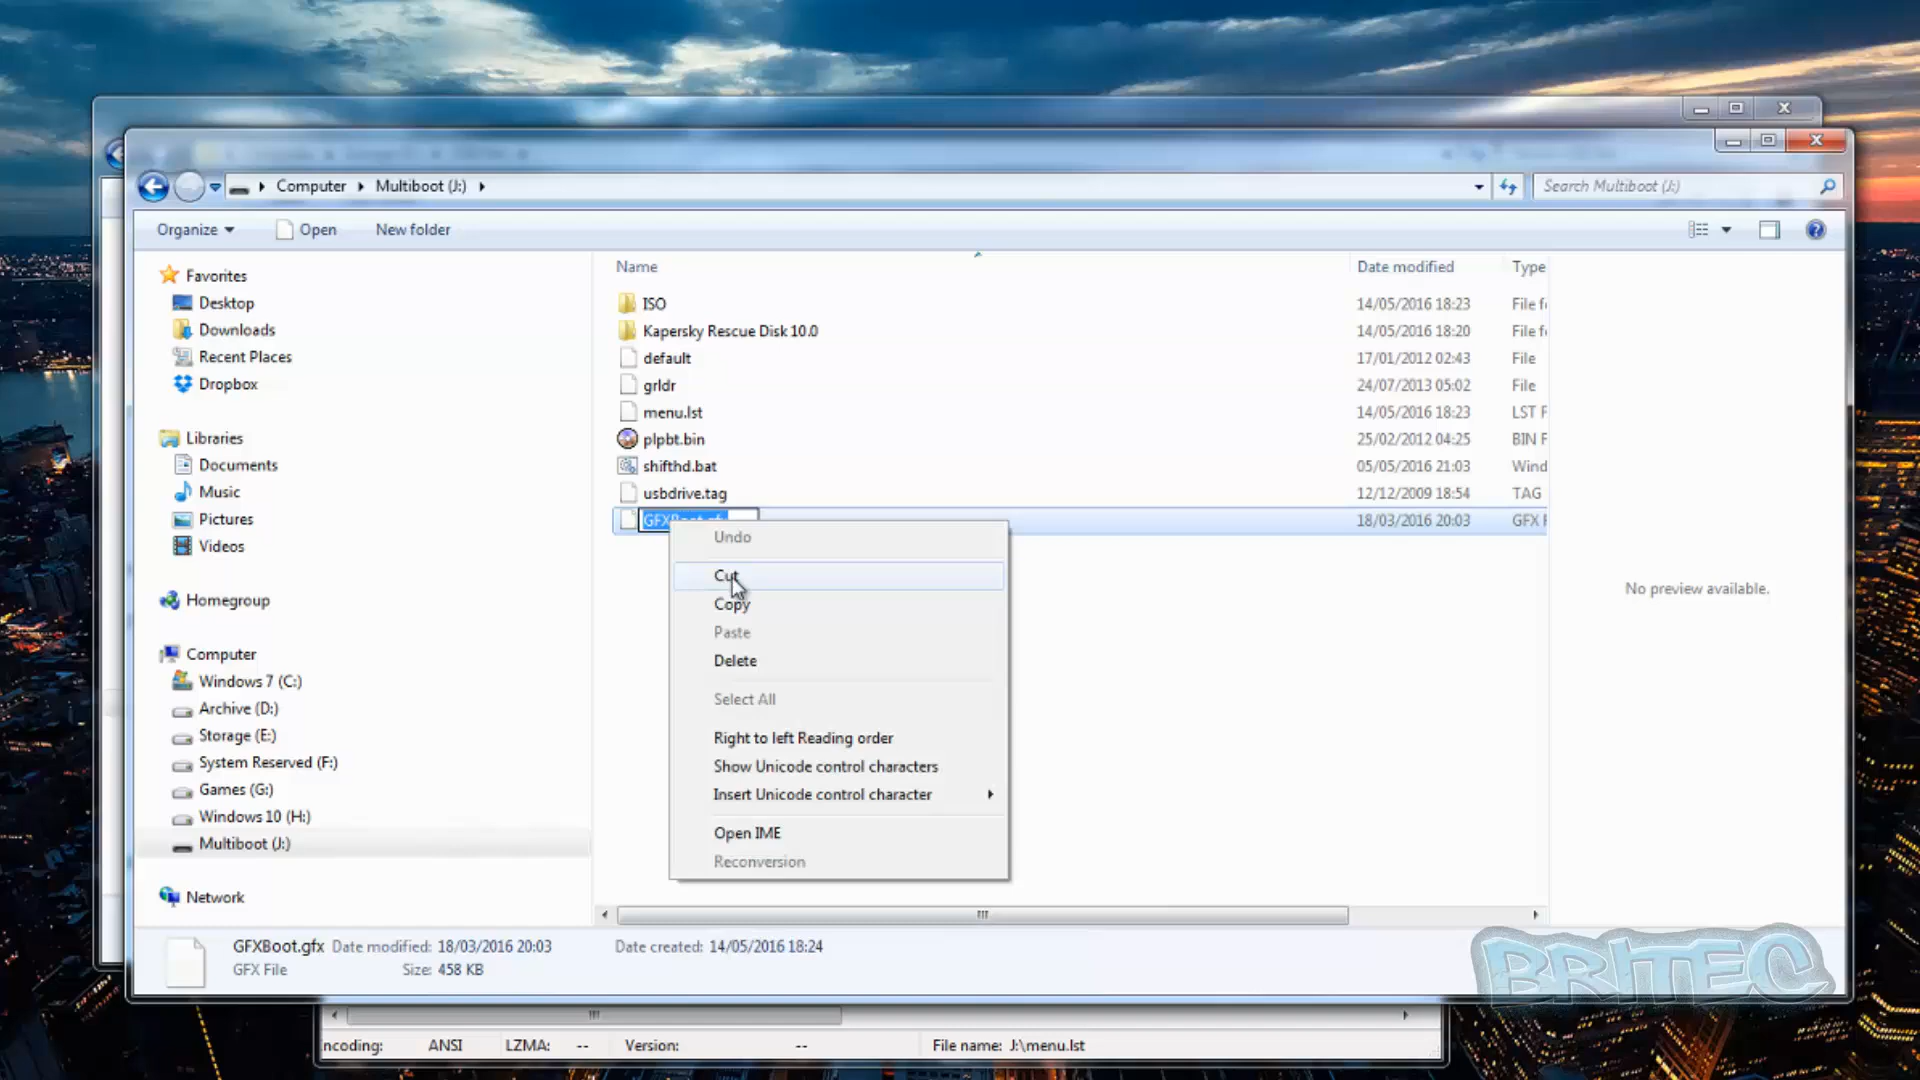 Computer Multiboot (J:)
Search Multiboot (J:)
Organize Open New folder
Favorites
Desktop
Downloads
Recent Places
Dropbox
Libraries
Documents
Music
Pictures
Videos
Homegroup
Computer
Windows 7 (C:)
Archive (D:)
Storage (E:)
System Reserved (F:)
Games (G:)
Windows 10 (H:)
Multiboot (J:)
Network
Name Date modified Type
ISO 14/05/2016 18:23 File f
Kapersky Rescue Disk 10.0 14/05/2016 18:20 File f
default 17/01/2012 02:43 File
grldr 24/07/2013 05:02 File
menu.lst 14/05/2016 18:23 LST F
plpbt.bin 25/02/2012 04:25 BIN F
shifthd.bat 05/05/2016 21:03 Wind
usbdrive.tag 12/12/2009 18:54 TAG
GFXBoot.gfx 18/03/2016 20:03 GFX F
Undo
Cut
Copy
Paste
Delete
Select All
Right to left Reading order
Show Unicode control characters
Insert Unicode control character
Open IME
Reconversion
No preview available.
GFXBoot.gfx Date modified: 18/03/2016 20:03 Date created: 14/05/2016 18:24
GFX File Size: 458 KB
BRITEC
ncoding: ANSI LZMA: -- Version: -- File name: J:\menu.lst